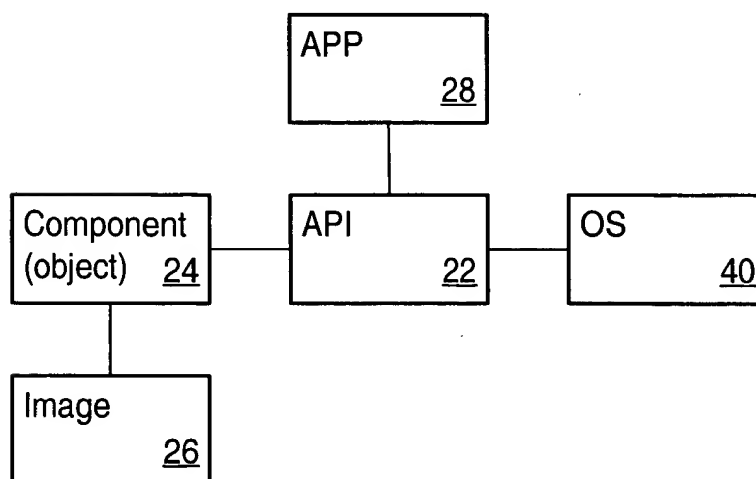 APP
28
Component
(object) 24
API
22
OS
40
Image
26